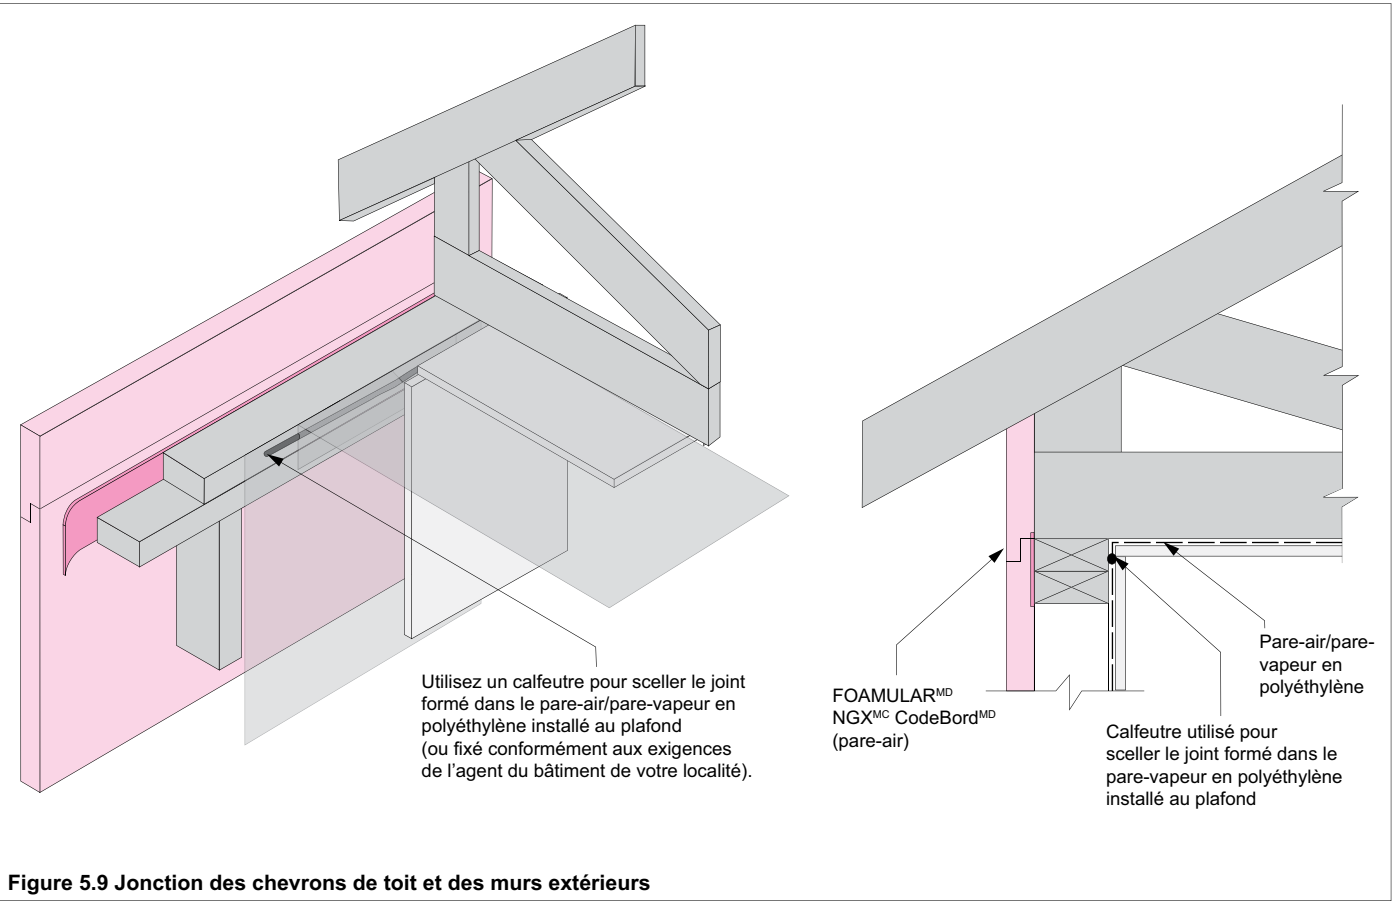 Utilisez un calfeutre pour sceller le joint
formé dans le pare-air/pare-vapeur en
polyéthylène installé au plafond
(ou fixé conformément aux exigences
de l’agent du bâtiment de votre localité).
FOAMULARᴹᴰ
NGXᴹᶜ CodeBordᴹᴰ
(pare-air)
Pare-air/pare-
vapeur en
polyéthylène
Calfeutre utilisé pour
sceller le joint formé dans le
pare-vapeur en polyéthylène
installé au plafond
Figure 5.9 Jonction des chevrons de toit et des murs extérieurs